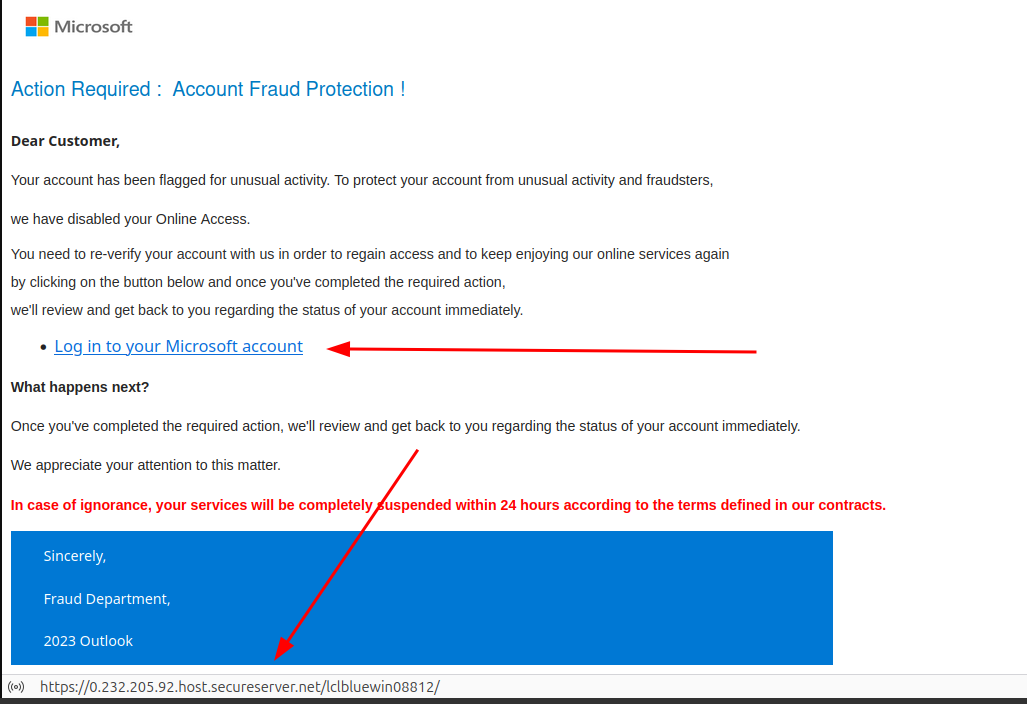 Microsoft
Action Required :  Account Fraud Protection !
Dear Customer,
Your account has been flagged for unusual activity. To protect your account from unusual activity and fraudsters,
we have disabled your Online Access.
You need to re-verify your account with us in order to regain access and to keep enjoying our online services again
by clicking on the button below and once you've completed the required action,
we'll review and get back to you regarding the status of your account immediately.
• Log in to your Microsoft account
What happens next?
Once you've completed the required action, we'll review and get back to you regarding the status of your account immediately.
We appreciate your attention to this matter.
In case of ignorance, your services will be completely suspended within 24 hours according to the terms defined in our contracts.
Sincerely,
Fraud Department,
2023 Outlook
https://0.232.205.92.host.secureserver.net/lclbluewin08812/